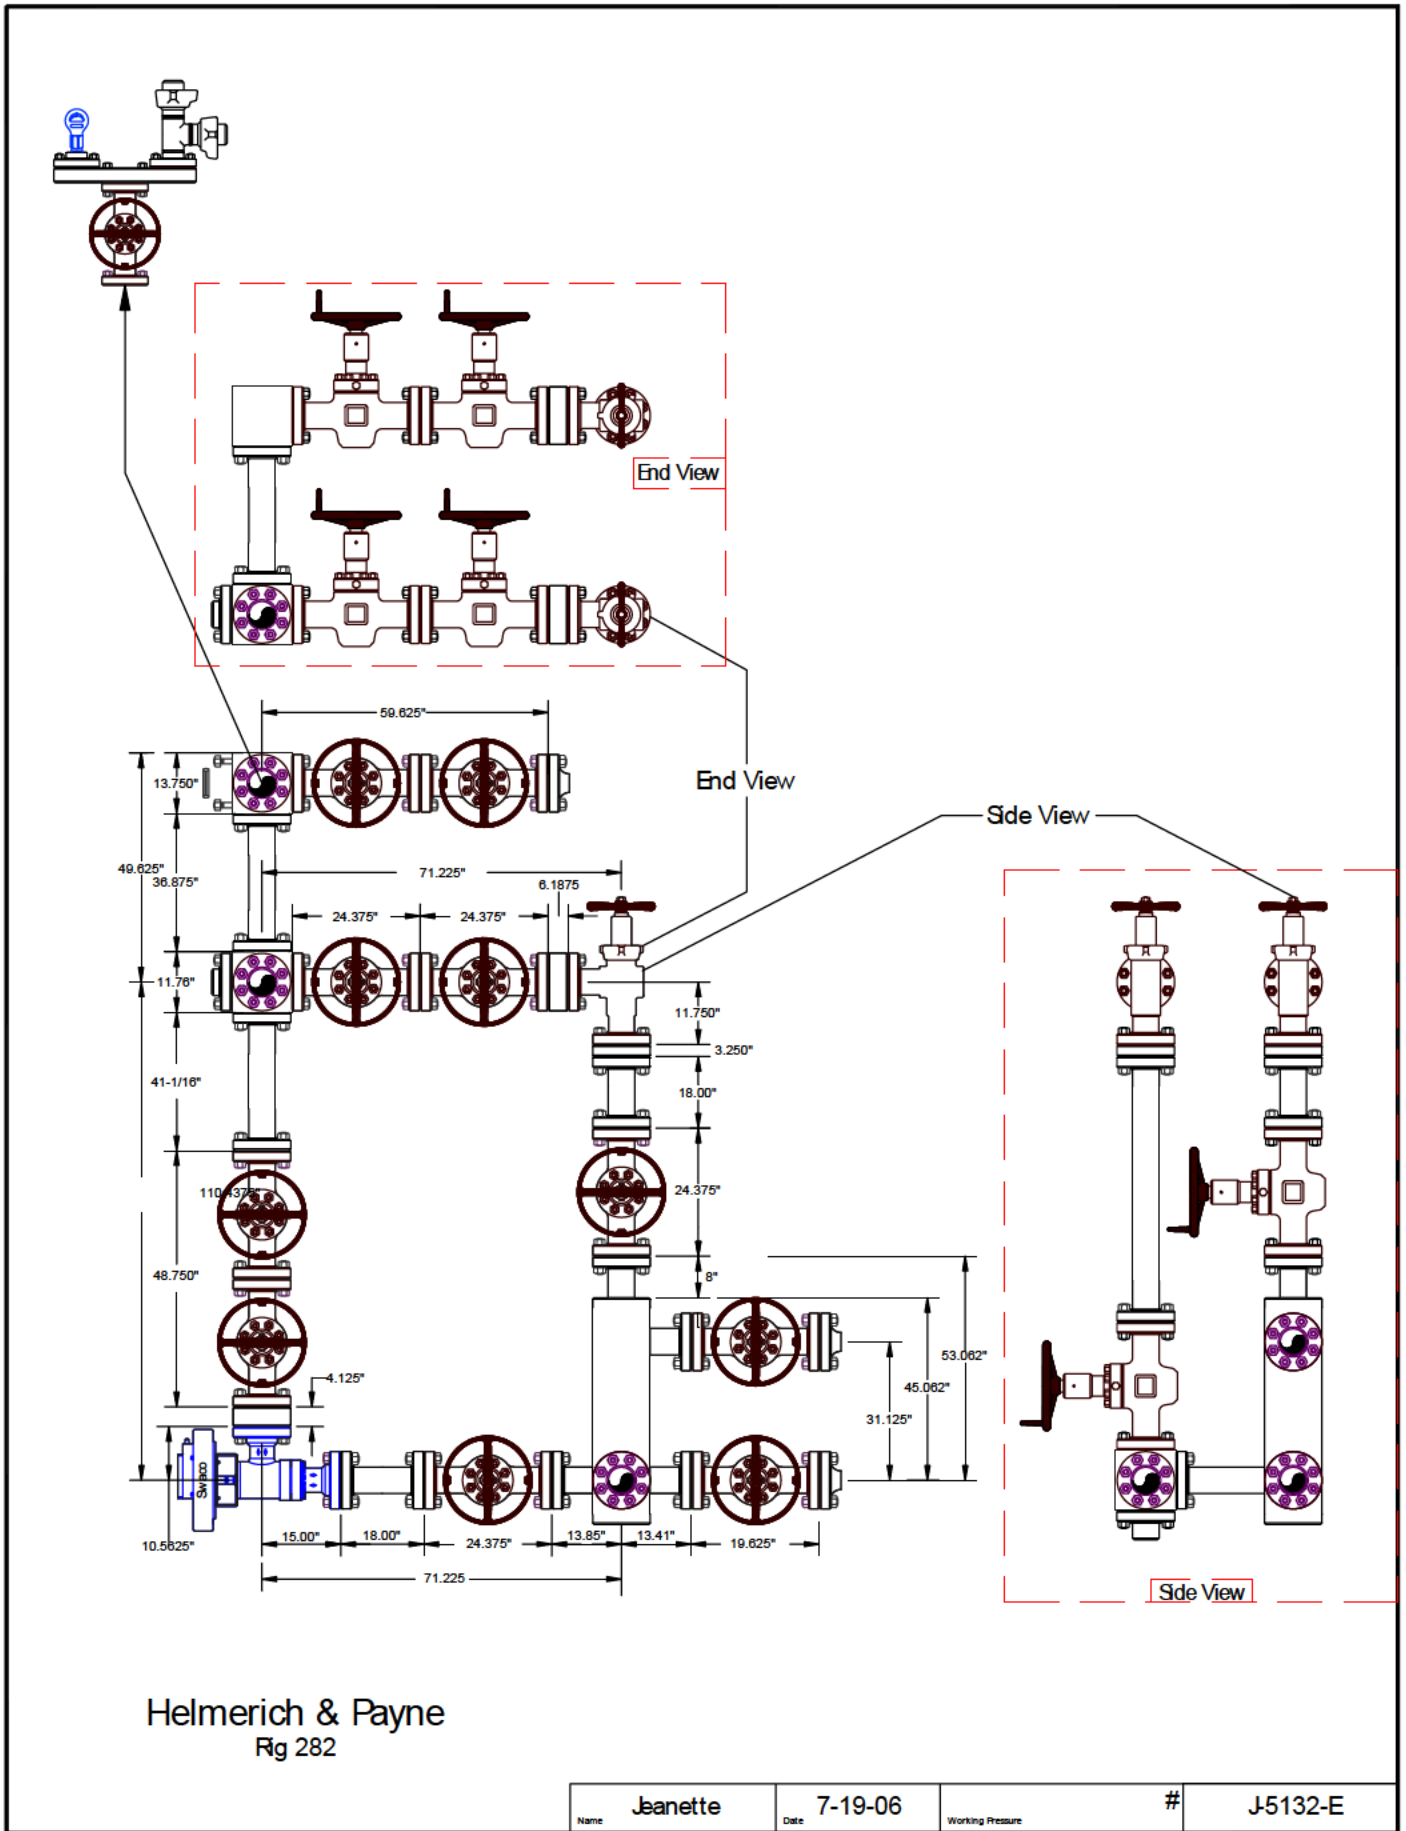 End View
59.625"
13.750"
End View
Side View
49.625"
36.875"
71.225"
6.1875
24.375"
24.375"
11.76"
11.750"
3.250"
41-1/16"
18.00"
110.4375"
24.375"
48.750"
8"
53.062"
4.125"
45.062"
31.125"
Swaco
10.5625"
15.00"
18.00"
24.375"
13.85"
13.41"
19.625"
71.225
Side View
Helmerich & Payne
Rig 282
Name Jeanette
Date 7-19-06
Working Pressure #
J-5132-E